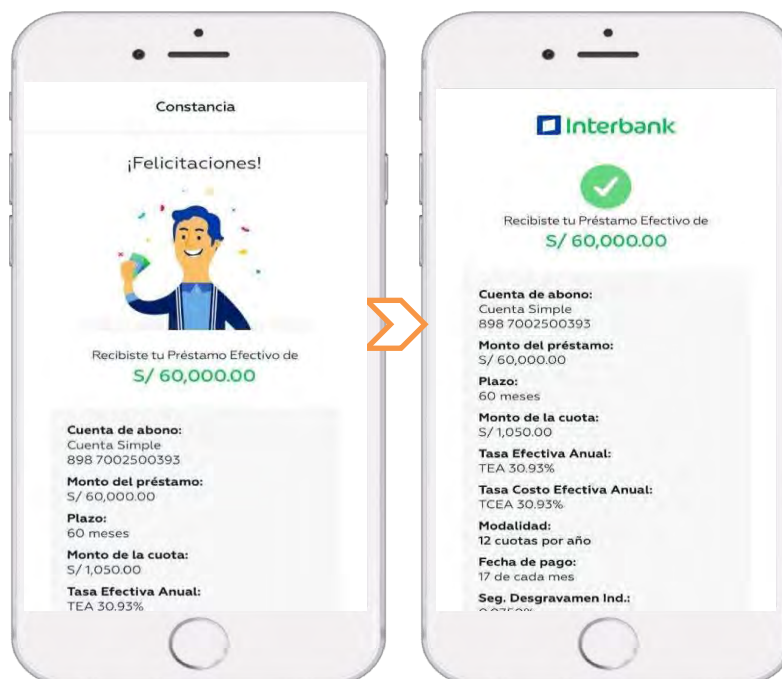 Constancia
¡Felicitaciones!
Recibiste tu Préstamo Efectivo de
S/ 60,000.00
Cuenta de abono:
Cuenta Simple
898 7002500393
Monto del préstamo:
S/ 60,000.00
Plazo:
60 meses
Monto de la cuota:
S/ 1,050.00
Tasa Efectiva Anual:
TEA 30.93%
Interbank
Recibiste tu Préstamo Efectivo de
S/ 60,000.00
Cuenta de abono:
Cuenta Simple
898 7002500393
Monto del préstamo:
S/ 60,000.00
Plazo:
60 meses
Monto de la cuota:
S/ 1,050.00
Tasa Efectiva Anual:
TEA 30.93%
Tasa Costo Efectiva Anual:
TCEA 30.93%
Modalidad:
12 cuotas por año
Fecha de pago:
17 de cada mes
Seg. Desgravamen Ind.: